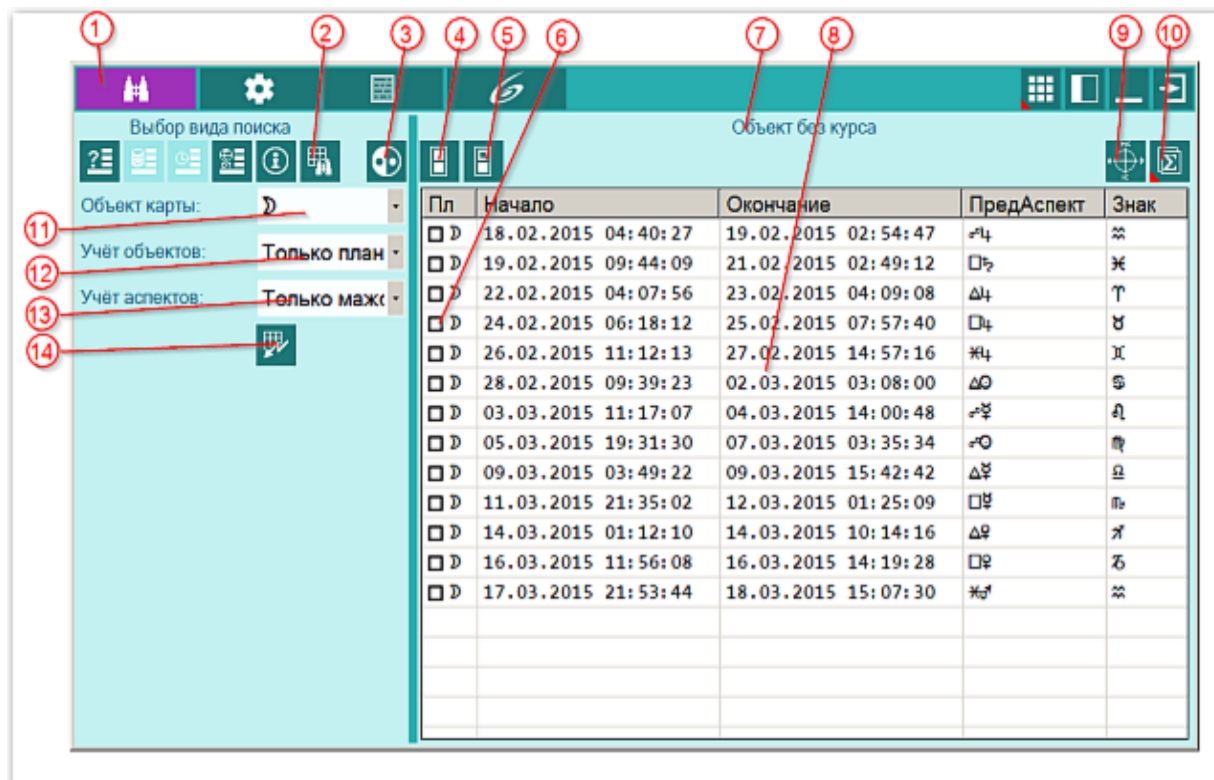 1 2 3 4 5 6 7 8 9 10
Выбор вида поиска
Объект без курса
Объект карты:
11
Учёт объектов: Только план
12
Учёт аспектов: Только мажо
13
14
Пл Начало Окончание ПредАспект Знак
18.02.2015 04:40:27 19.02.2015 02:54:47
19.02.2015 09:44:09 21.02.2015 02:49:12
22.02.2015 04:07:56 23.02.2015 04:09:08
24.02.2015 06:18:12 25.02.2015 07:57:40
26.02.2015 11:12:13 27.02.2015 14:57:16
28.02.2015 09:39:23 02.03.2015 03:08:00
03.03.2015 11:17:07 04.03.2015 14:00:48
05.03.2015 19:31:30 07.03.2015 03:35:34
09.03.2015 03:49:22 09.03.2015 15:42:42
11.03.2015 21:35:02 12.03.2015 01:25:09
14.03.2015 01:12:10 14.03.2015 10:14:16
16.03.2015 11:56:08 16.03.2015 14:19:28
17.03.2015 21:53:44 18.03.2015 15:07:30